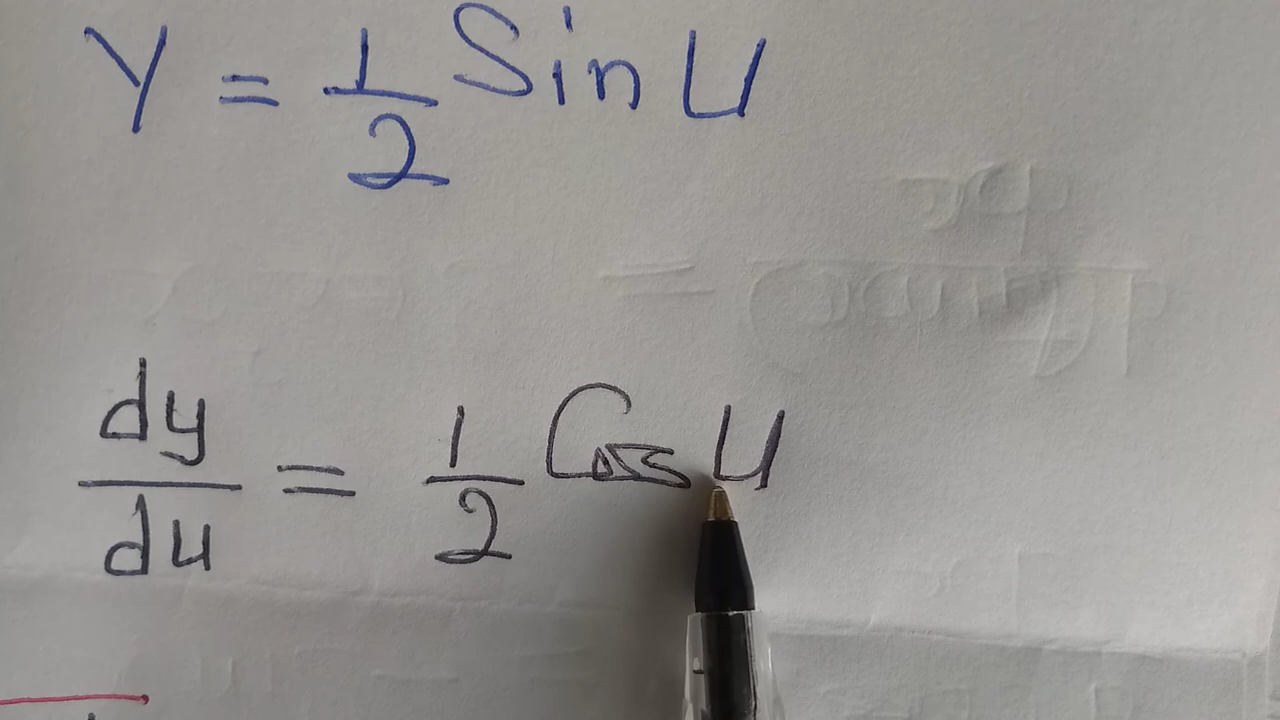 Y = 1/2 Sin U
dy/du = 1/2 Cos U